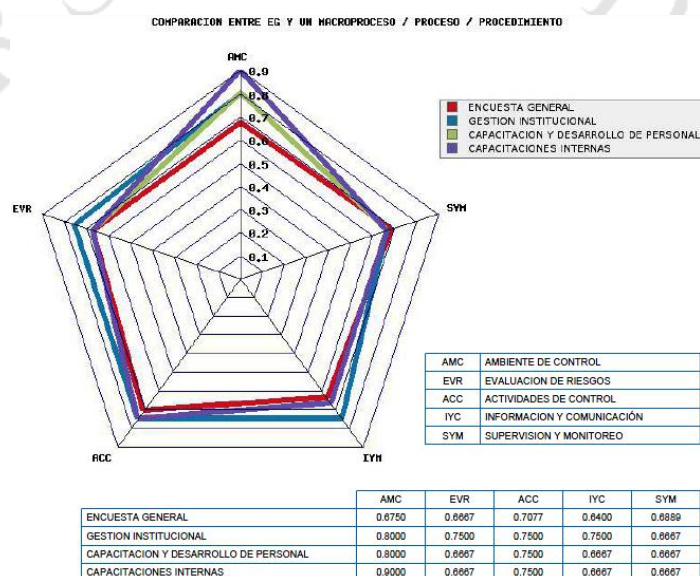 COMPARACION ENTRE EG Y UN MACROPROCESO / PROCESO / PROCEDIMIENTO
AMC
0.9
0.8
0.7
0.6
0.5
0.4
0.3
0.2
0.1
ENCUESTA GENERAL
GESTION INSTITUCIONAL
CAPACITACION Y DESARROLLO DE PERSONAL
CAPACITACIONES INTERNAS
EVR
SYM
ACC
IYM
AMC AMBIENTE DE CONTROL
EVR EVALUACION DE RIESGOS
ACC ACTIVIDADES DE CONTROL
IYC INFORMACION Y COMUNICACIÓN
SYM SUPERVISION Y MONITOREO
AMC EVR ACC IYC SYM
ENCUESTA GENERAL 0.6750 0.6667 0.7077 0.6400 0.6889
GESTION INSTITUCIONAL 0.8000 0.7500 0.7500 0.7500 0.6667
CAPACITACION Y DESARROLLO DE PERSONAL 0.8000 0.6667 0.7500 0.6667 0.6667
CAPACITACIONES INTERNAS 0.9000 0.6667 0.7500 0.6667 0.6667